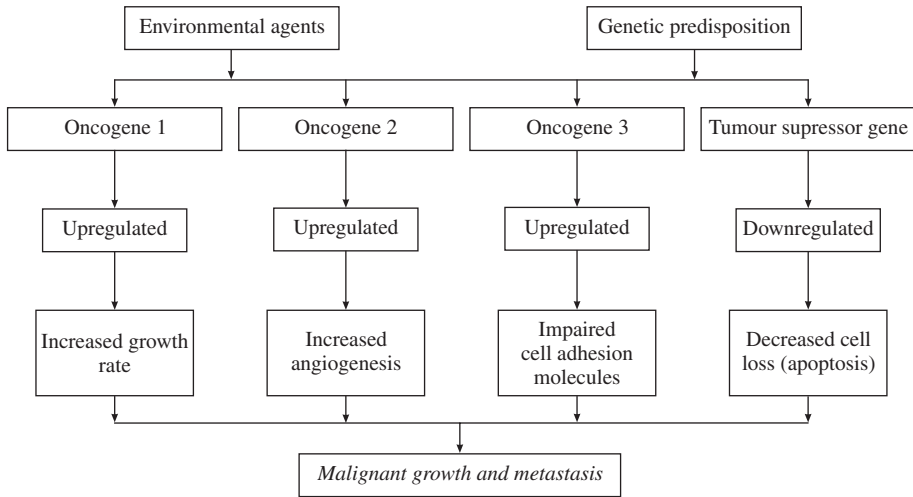 Environmental agents
Genetic predisposition
Oncogene 1
Oncogene 2
Oncogene 3
Tumour supressor gene
Upregulated
Upregulated
Upregulated
Downregulated
Increased growth
rate
Increased
angiogenesis
Impaired
cell adhesion
molecules
Decreased cell
loss (apoptosis)
Malignant growth and metastasis